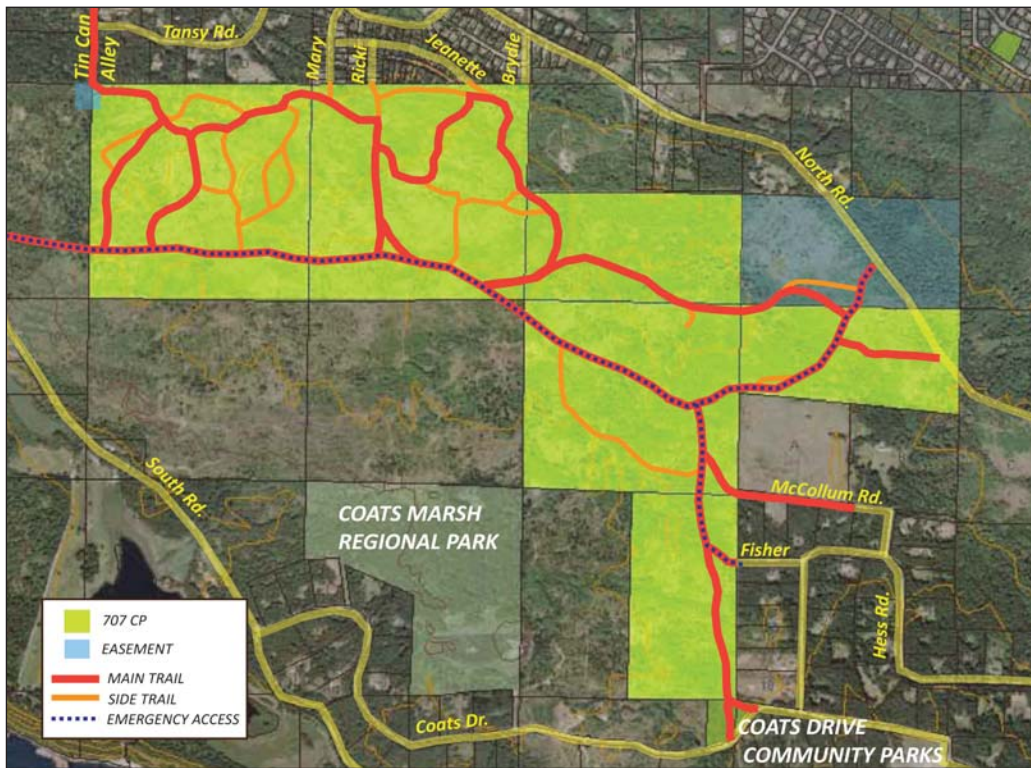 Tansy Rd.
Tin Can
Alley
Mary
Ricki
Jeanette
Brydie
North Rd.
South Rd.
COATS MARSH
REGIONAL PARK
McCollum Rd.
Fisher
Hess Rd.
707 CP
EASEMENT
MAIN TRAIL
SIDE TRAIL
EMERGENCY ACCESS
Coats Dr.
COATS DRIVE
COMMUNITY PARKS